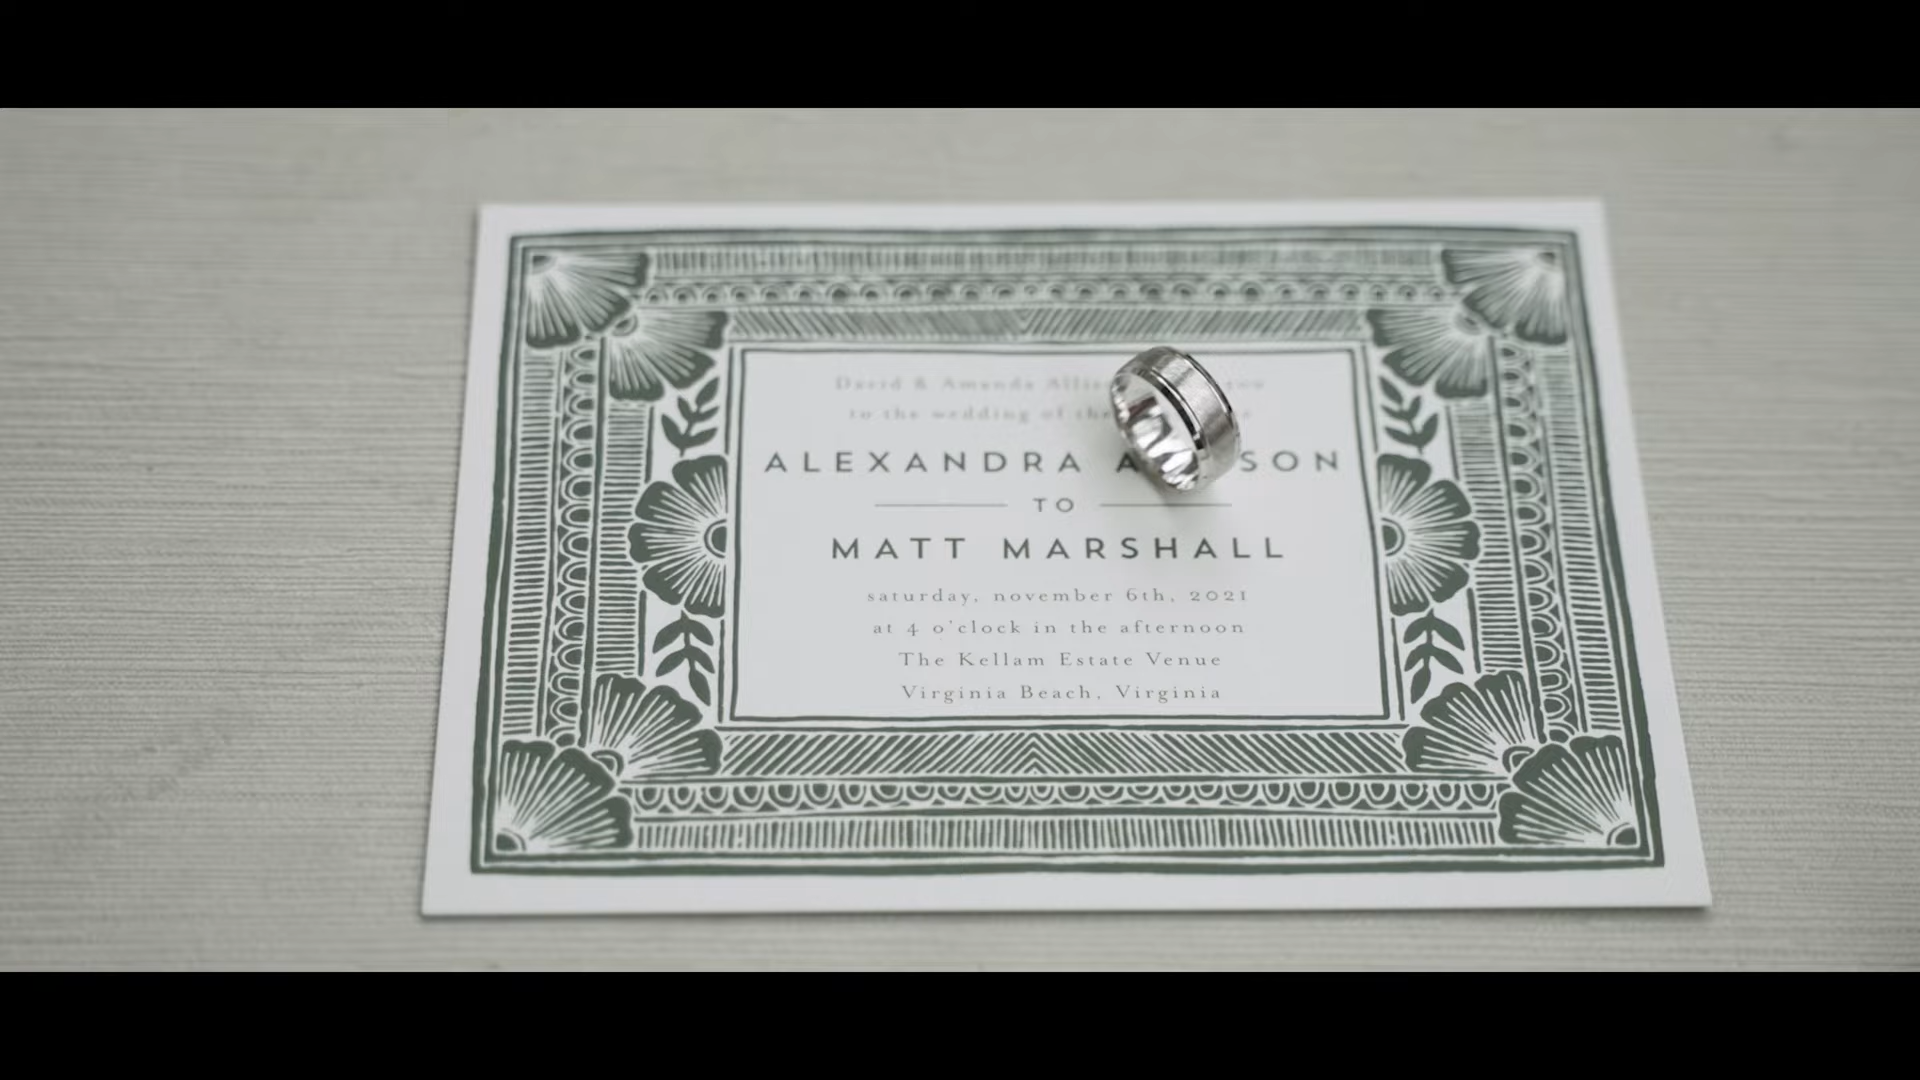 David & Amanda
to the wedding of
ALEXANDRA
TO
MATT MARSHALL
saturday, november 6th, 2021
at 4 o'clock in the afternoon
The Kellam Estate Venue
Virginia Beach, Virginia